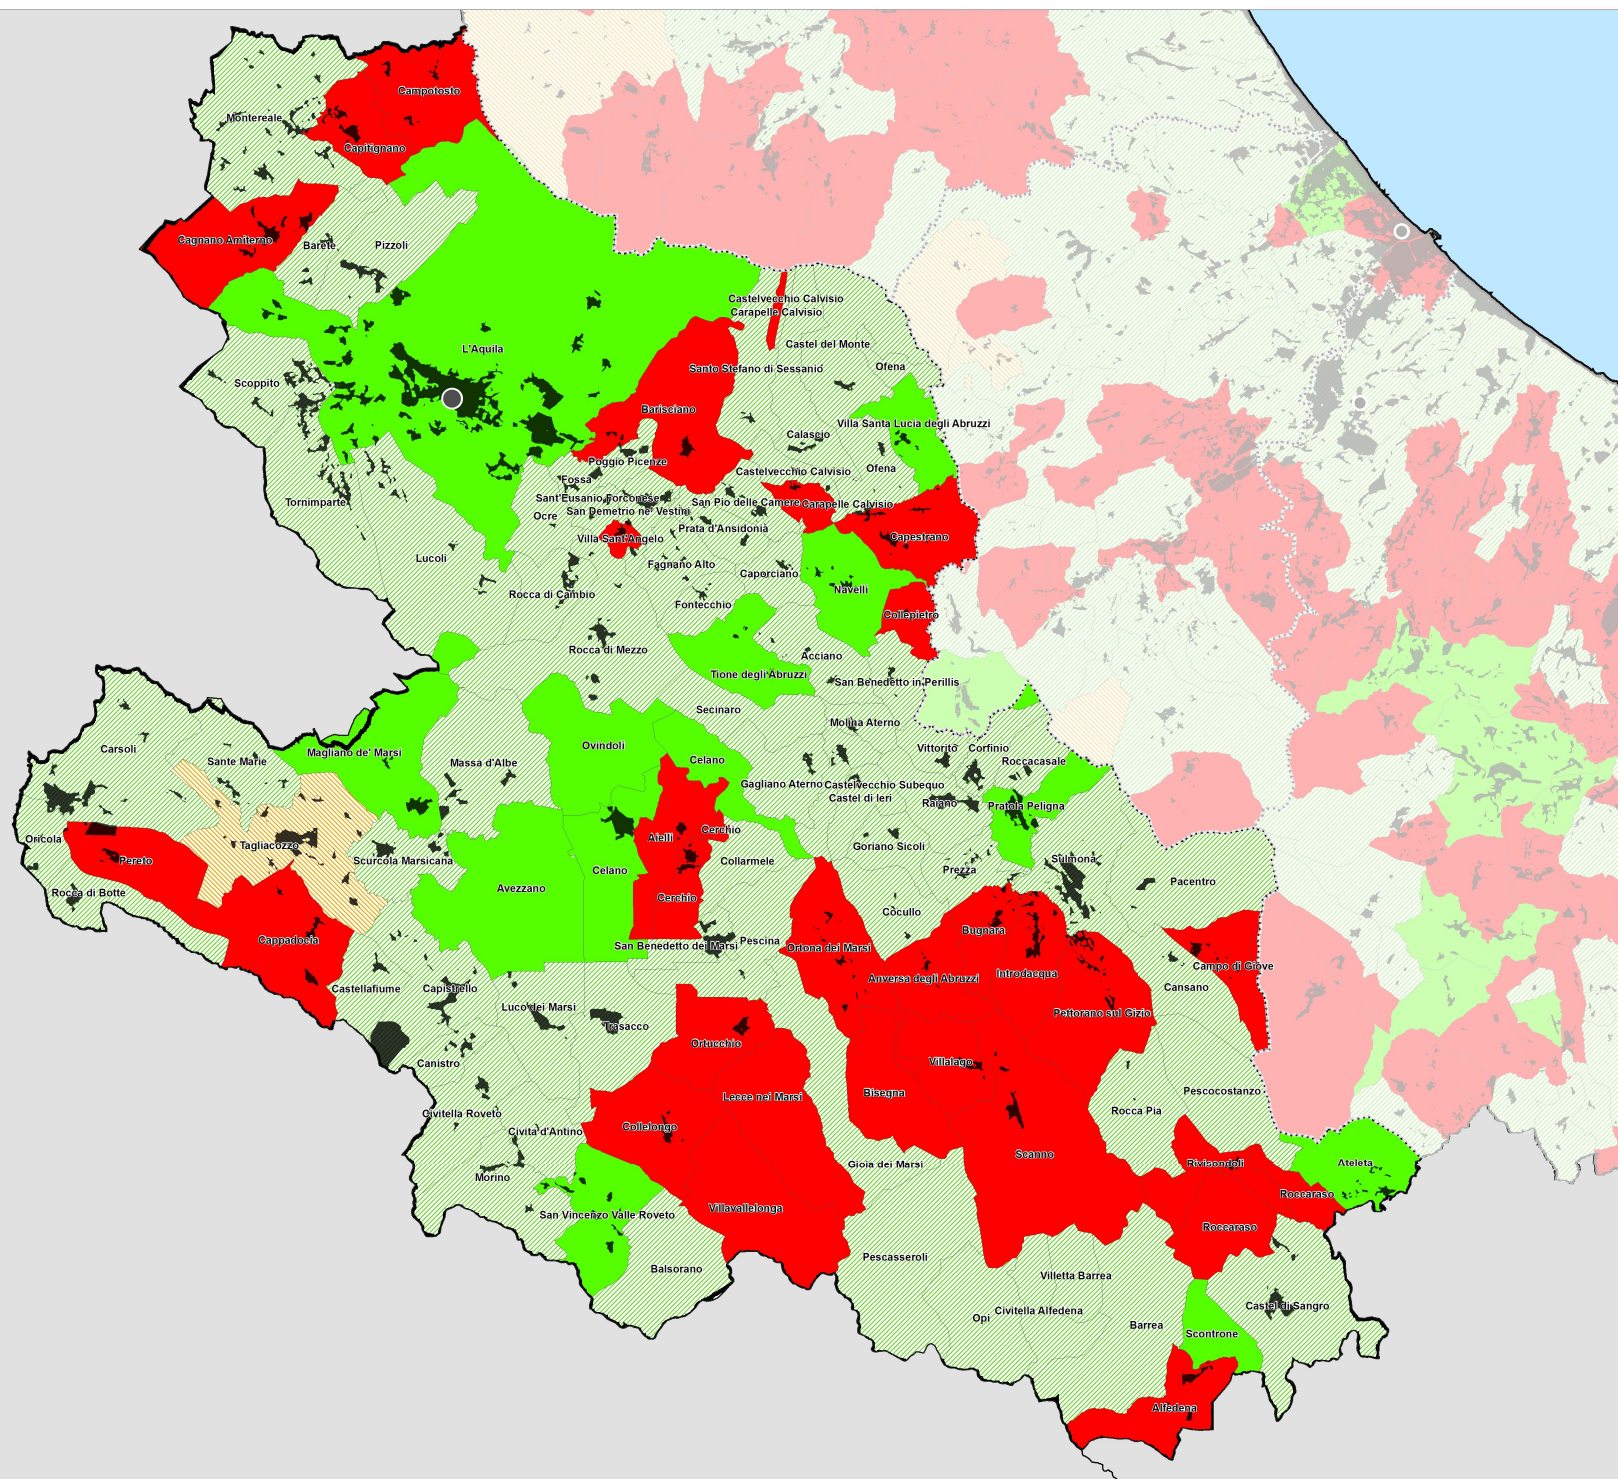 Campotosto
Montereale
Capitignano
Cagnano Amiterno
Barete
Pizzoli
Castelvecchio Calvisio
Carapelle Calvisio
L'Aquila
Castel del Monte
Santo Stefano di Sessanio
Ofena
Scoppito
Barisciano
Villa Santa Lucia degli Abruzzi
Calascio
Poggio Picenze
Castelvecchio Calvisio
Ofena
Fossa
Sant'Eusanio Forconese
San Pio delle Camere
Carapelle Calvisio
Tornimparte
San Demetrio ne' Vestini
Ocre
Prata d'Ansidonia
Villa Sant'Angelo
Capestrano
Lucoli
Fagnano Alto
Caporciano
Navelli
Rocca di Cambio
Fontecchio
Collepietro
Rocca di Mezzo
Acciano
Tione degli Abruzzi
San Benedetto in Perillis
Secinaro
Molina Aterno
Carsoli
Magliano de' Marsi
Ovindoli
Vittorito
Corfinio
Sante Marie
Massa d'Albe
Celano
Roccacasale
Gagliano Aterno
Castelvecchio Subequo
Castel di Ieri
Raiano
Pratola Peligna
Oricola
Tagliacozzo
Aielli
Cerchio
Goriano Sicoli
Pereto
Scurcola Marsicana
Collarmele
Sulmona
Celano
Prezza
Avezzano
Pacentro
Rocca di Botte
Cerchio
Cocullo
Bugnara
Cappadocia
San Benedetto dei Marsi
Pescina
Ortona dei Marsi
Campo di Giove
Introdacqua
Anversa degli Abruzzi
Castellafiume
Capistrello
Cansano
Luco dei Marsi
Pettorano sul Gizio
Trasacco
Ortucchio
Canistro
Villalago
Lecce nei Marsi
Bisegna
Pescocostanzo
Civitella Roveto
Rocca Pia
Collelongo
Civita d'Antino
Scanno
Gioia dei Marsi
Rivisondoli
Ateleta
Morino
Roccaraso
Villavallelonga
San Vincenzo Valle Roveto
Roccaraso
Pescasseroli
Balsorano
Villetta Barrea
Castel di Sangro
Civitella Alfedena
Opi
Barrea
Scontrone
Alfedena